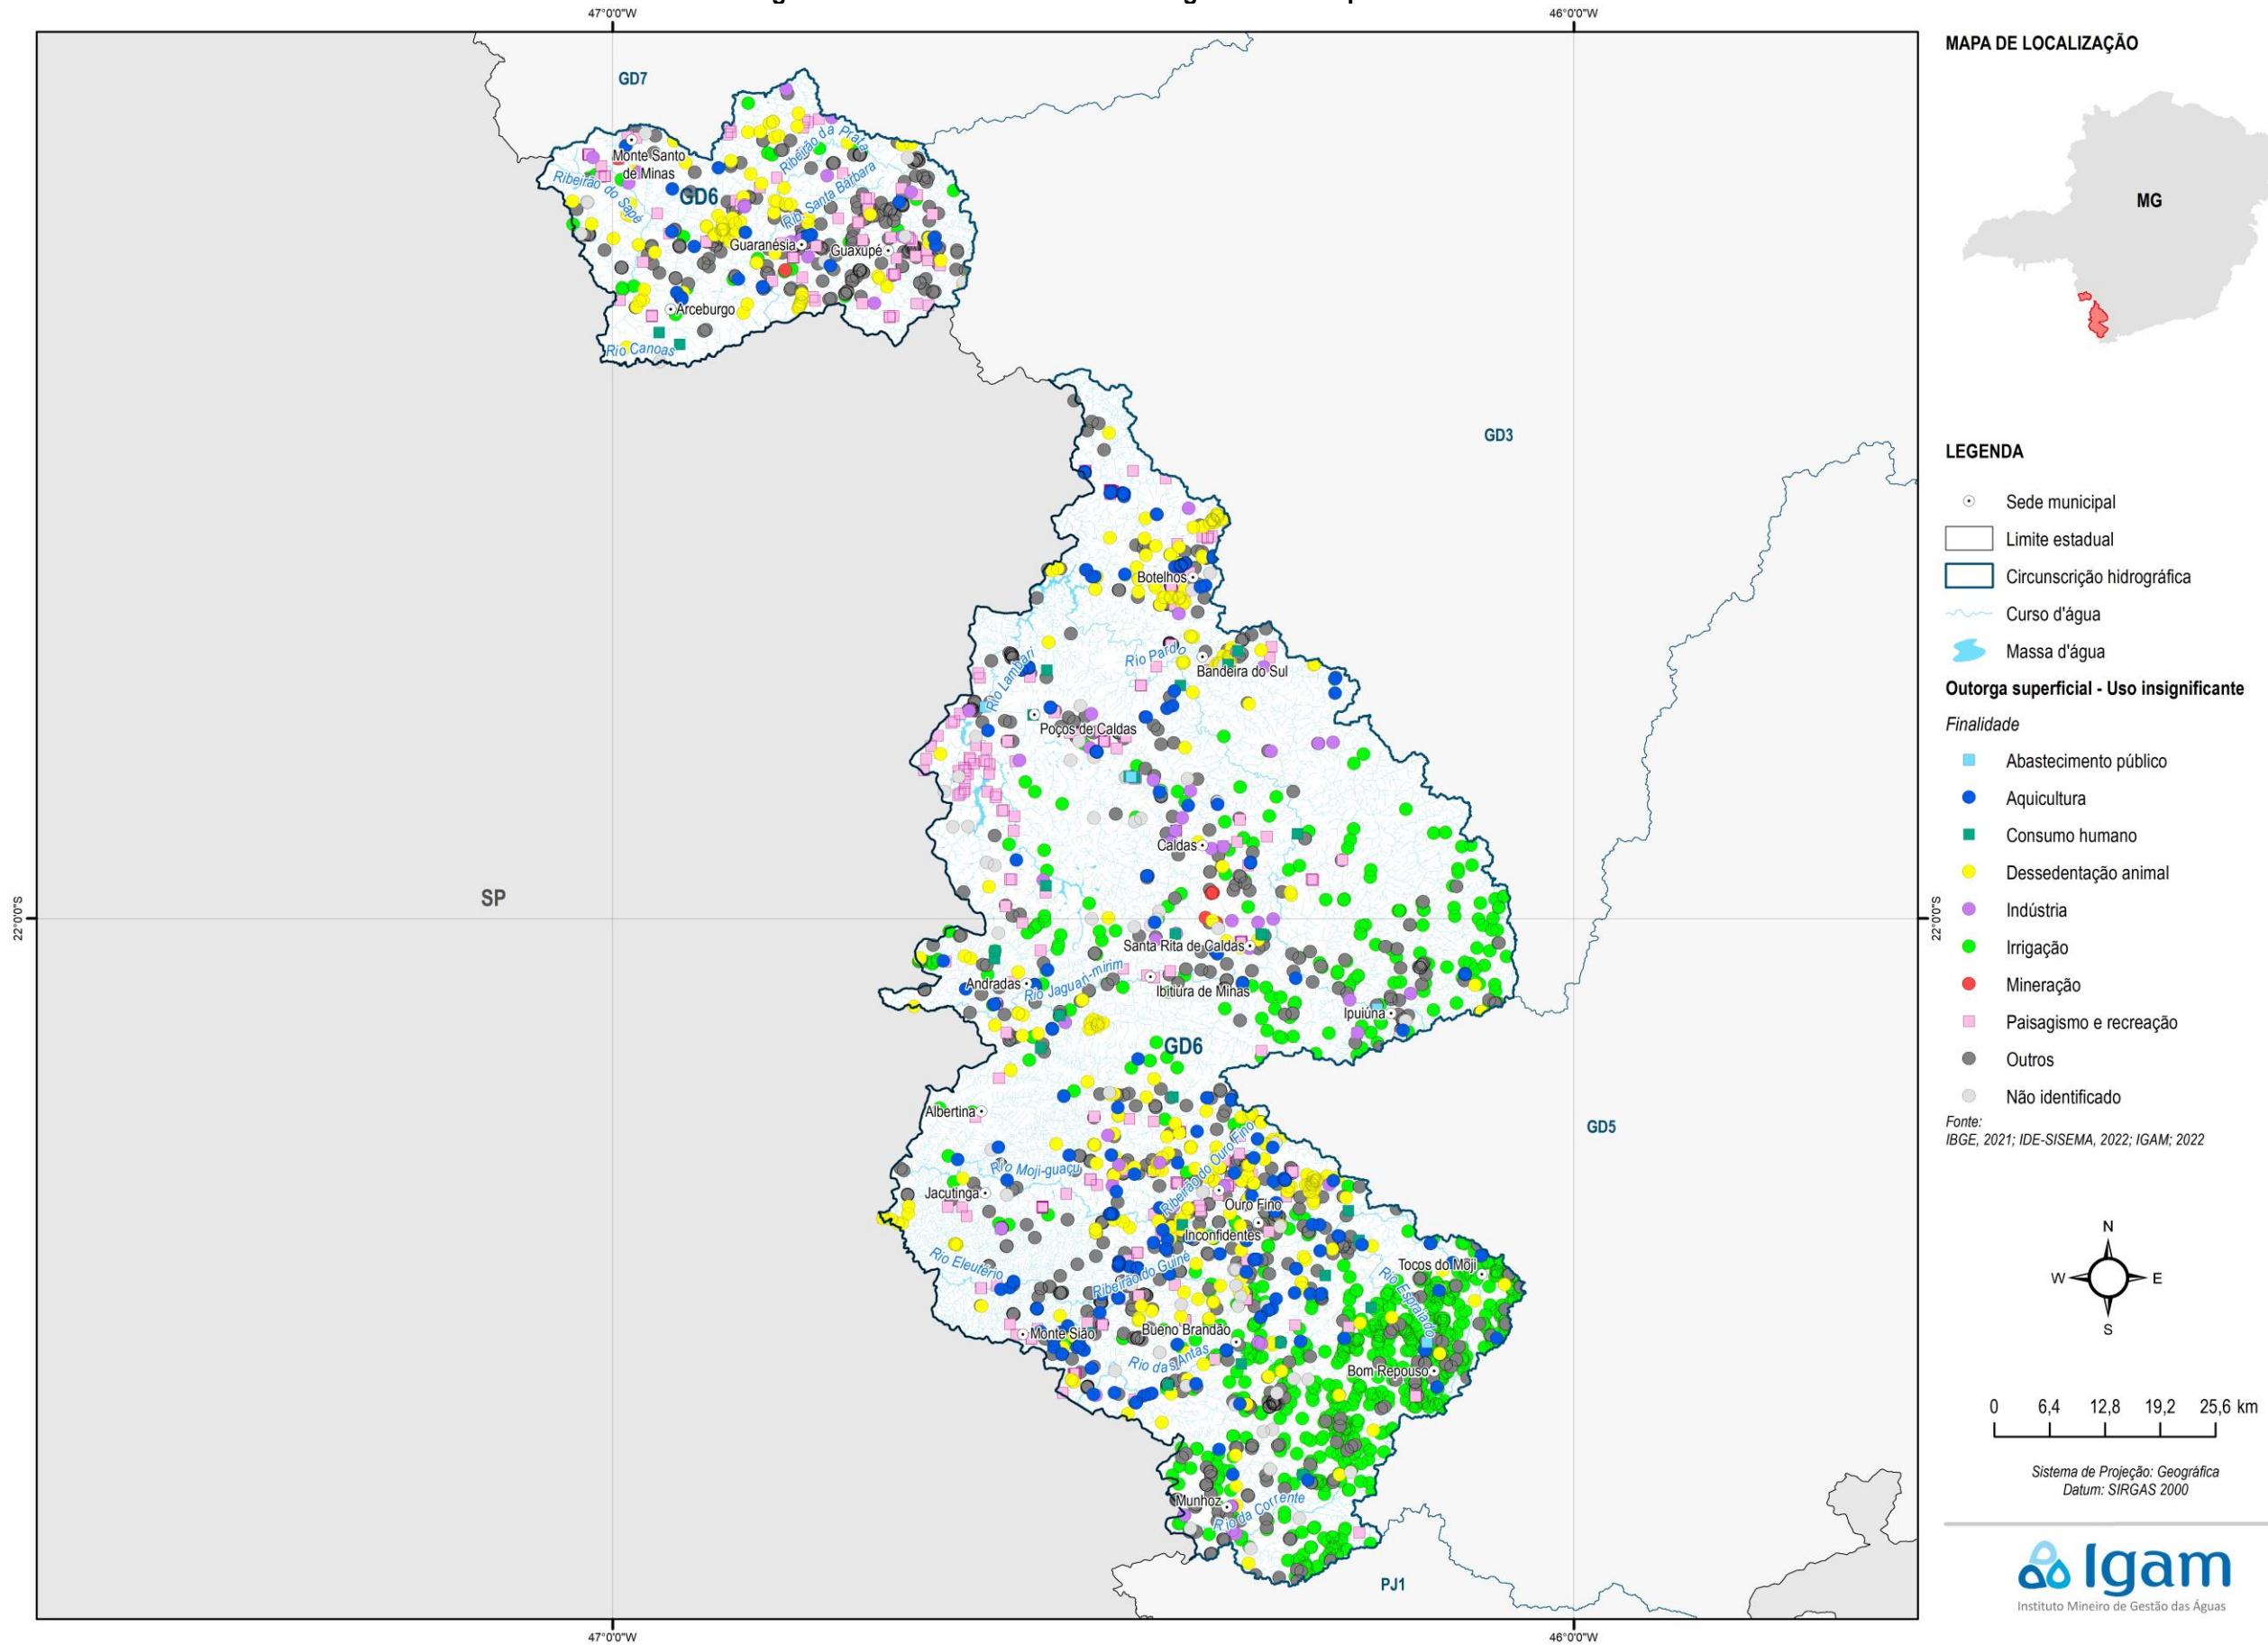 47°0'0"W
46°0'0"W
GD7
Monte Santo
de Minas
Ribeirão do Sapé
GD6
Ribeirão da Prata
Rib. Santa Bárbara
Guaranésia
Guaxupé
Arceburgo
Rio Canoas
GD3
Botelhos
Rio Lambari
Rio Pardo
Bandeira do Sul
Poços de Caldas
Caldas
SP
22°0'0"S
22°0'0"S
Santa Rita de Caldas
Andradas
Rio Jaguari-mirim
Ibitiúra de Minas
Ipuiúna
GD6
Albertina
GD5
Ribeirão do Ouro Fino
Rio Moji-guaçu
Jacutinga
Ouro Fino
Inconfidentes
Rio Eleutério
Ribeirão do Guiné
Tocos do Moji
Rio Espraiado
Monte Sião
Bueno Brandão
Rio das Antas
Bom Repouso
Munhoz
Rio da Corrente
PJ1
47°0'0"W
46°0'0"W
MAPA DE LOCALIZAÇÃO
MG
LEGENDA
Sede municipal
Limite estadual
Circunscrição hidrográfica
Curso d'água
Massa d'água
Outorga superficial - Uso insignificante
Finalidade
Abastecimento público
Aquicultura
Consumo humano
Dessedentação animal
Indústria
Irrigação
Mineração
Paisagismo e recreação
Outros
Não identificado
Fonte:
IBGE, 2021; IDE-SISEMA, 2022; IGAM; 2022
N
W E
S
0 6,4 12,8 19,2 25,6 km
Sistema de Projeção: Geográfica
Datum: SIRGAS 2000
Igam
Instituto Mineiro de Gestão das Águas